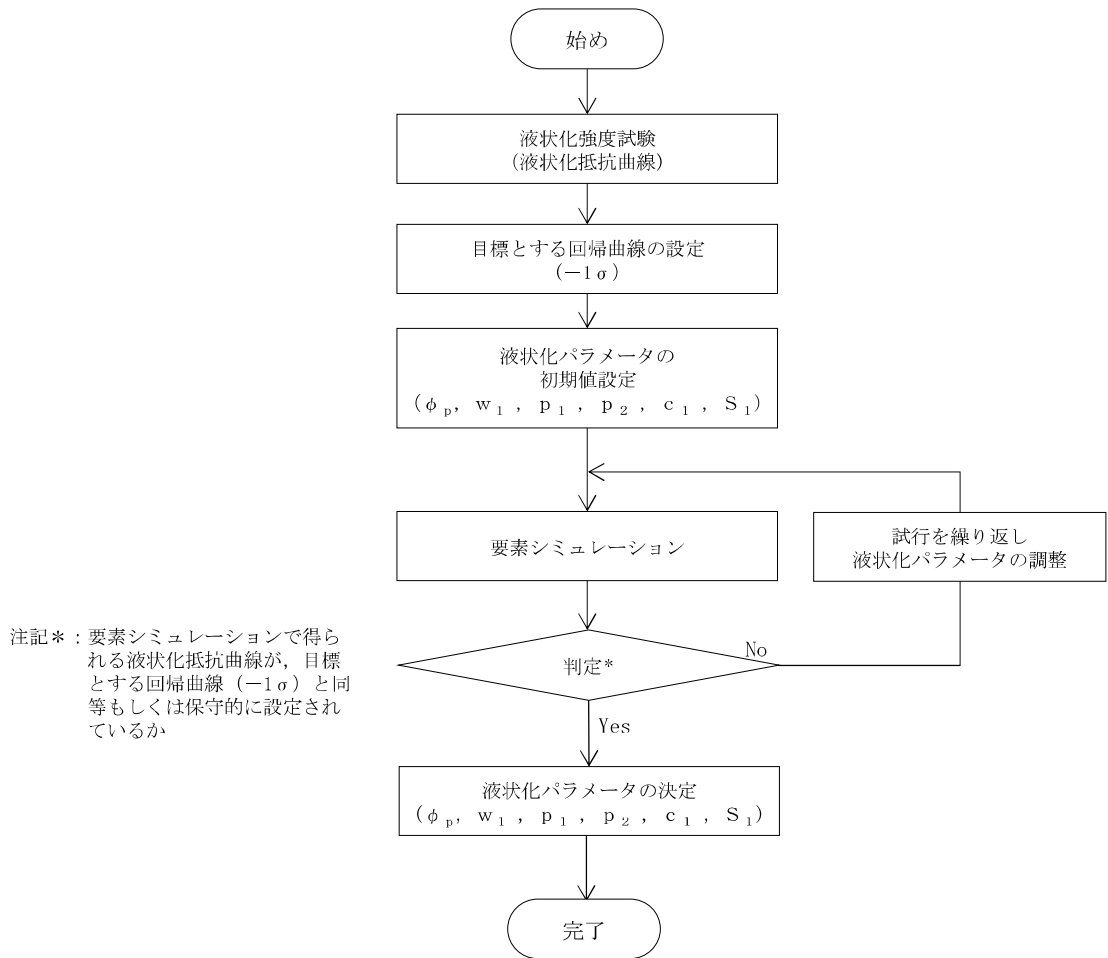 始め
液状化強度試験
(液状化抵抗曲線)
目標とする回帰曲線の設定
(－1σ)
液状化パラメータの
初期値設定
(φp, w1, p1, p2, c1, S1)
要素シミュレーション
試行を繰り返し
液状化パラメータの調整
注記＊：要素シミュレーションで得ら
れる液状化抵抗曲線が，目標
とする回帰曲線（－1σ）と同
等もしくは保守的に設定され
ているか
判定*
No
Yes
液状化パラメータの決定
(φp, w1, p1, p2, c1, S1)
完了